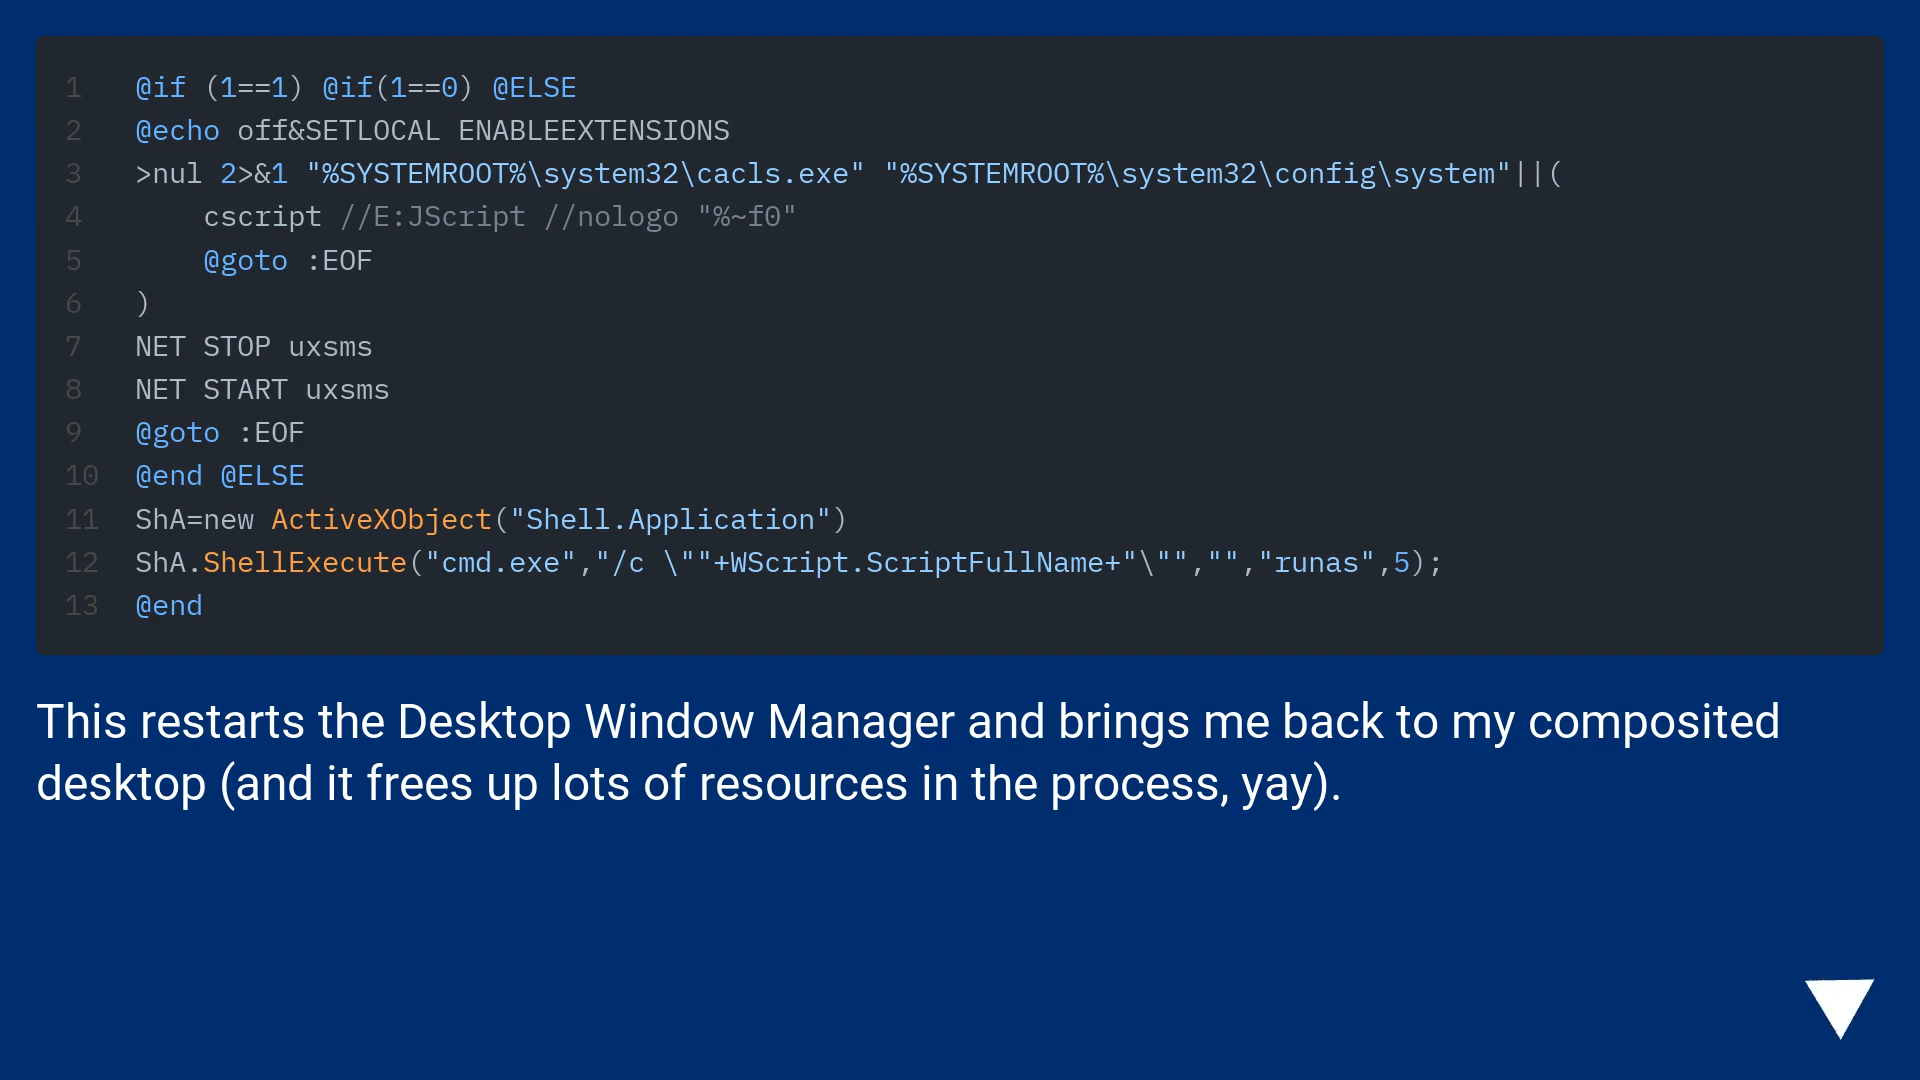 1 @if (1==1) @if(1==0) @ELSE
2 @echo off&SETLOCAL ENABLEEXTENSIONS
3 >nul 2>&1 "%SYSTEMROOT%\system32\cacls.exe" "%SYSTEMROOT%\system32\config\system"||(
4     cscript //E:JScript //nologo "%~f0"
5     @goto :EOF
6 )
7 NET STOP uxsms
8 NET START uxsms
9 @goto :EOF
10 @end @ELSE
11 ShA=new ActiveXObject("Shell.Application")
12 ShA.ShellExecute("cmd.exe","/c \""+WScript.ScriptFullName+"\"","","runas",5);
13 @end
This restarts the Desktop Window Manager and brings me back to my composited
desktop (and it frees up lots of resources in the process, yay).